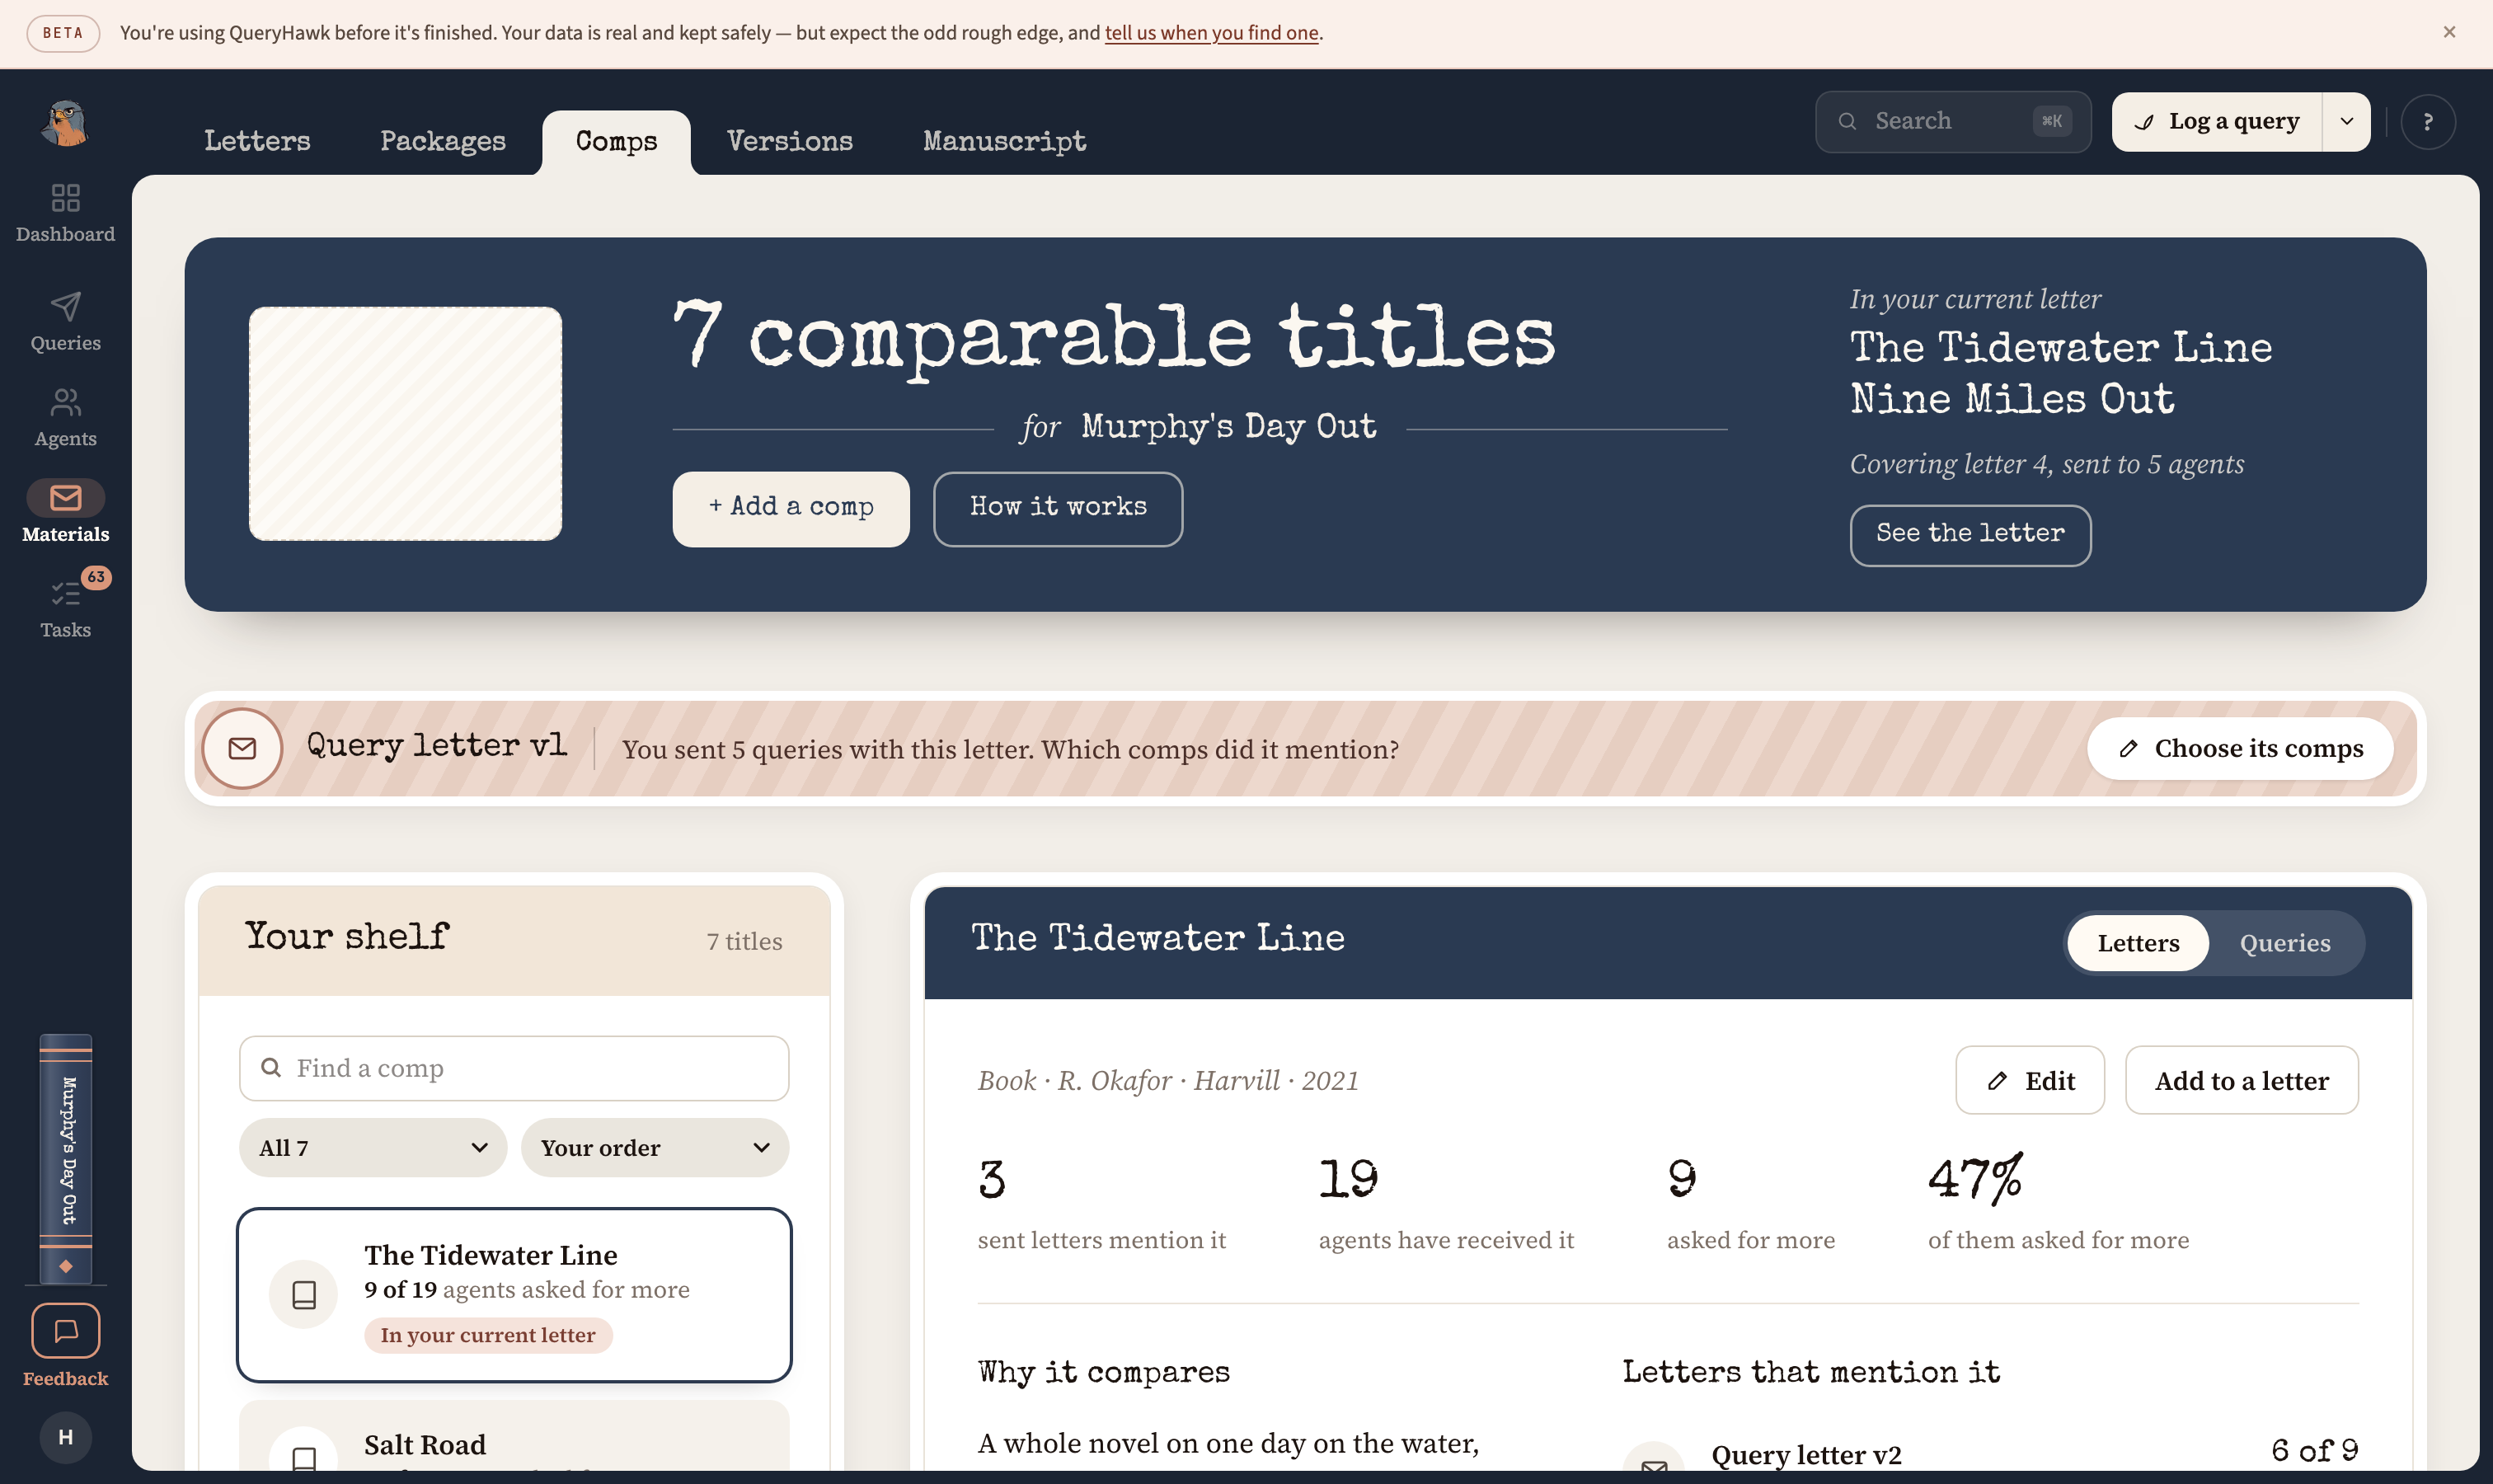 BETA You're using QueryHawk before it's finished. Your data is real and kept safely — but expect the odd rough edge, and tell us when you find one. ×
Letters Packages Comps Versions Manuscript
Search ⌘K
Log a query
?
Dashboard
Queries
Agents
Materials
63
Tasks
Murphy's Day Out
Feedback
H
7 comparable titles
for Murphy's Day Out
+ Add a comp
How it works
In your current letter
The Tidewater Line
Nine Miles Out
Covering letter 4, sent to 5 agents
See the letter
Query letter v1
You sent 5 queries with this letter. Which comps did it mention?
Choose its comps
Your shelf
7 titles
Find a comp
All 7
Your order
The Tidewater Line
9 of 19 agents asked for more
In your current letter
Salt Road
The Tidewater Line
Letters Queries
Book · R. Okafor · Harvill · 2021
Edit
Add to a letter
3
sent letters mention it
19
agents have received it
9
asked for more
47%
of them asked for more
Why it compares
A whole novel on one day on the water,
Letters that mention it
Query letter v2
6 of 9